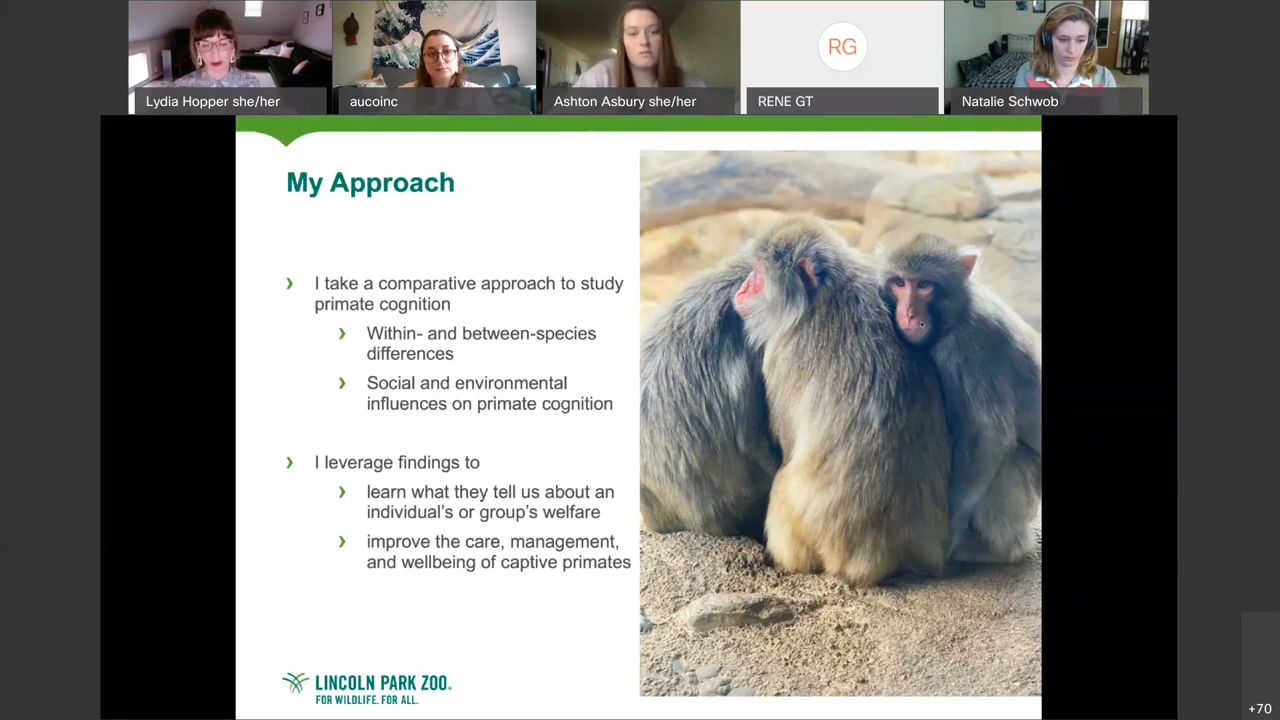 Lydia Hopper she/her
aucoinc
Ashton Asbury she/her
RG
RENE GT
Natalie Schwob
My Approach
› I take a comparative approach to study
primate cognition
› Within- and between-species
differences
› Social and environmental
influences on primate cognition
› I leverage findings to
› learn what they tell us about an
individual's or group's welfare
› improve the care, management,
and wellbeing of captive primates
LINCOLN PARK ZOO®
FOR WILDLIFE. FOR ALL.
+70